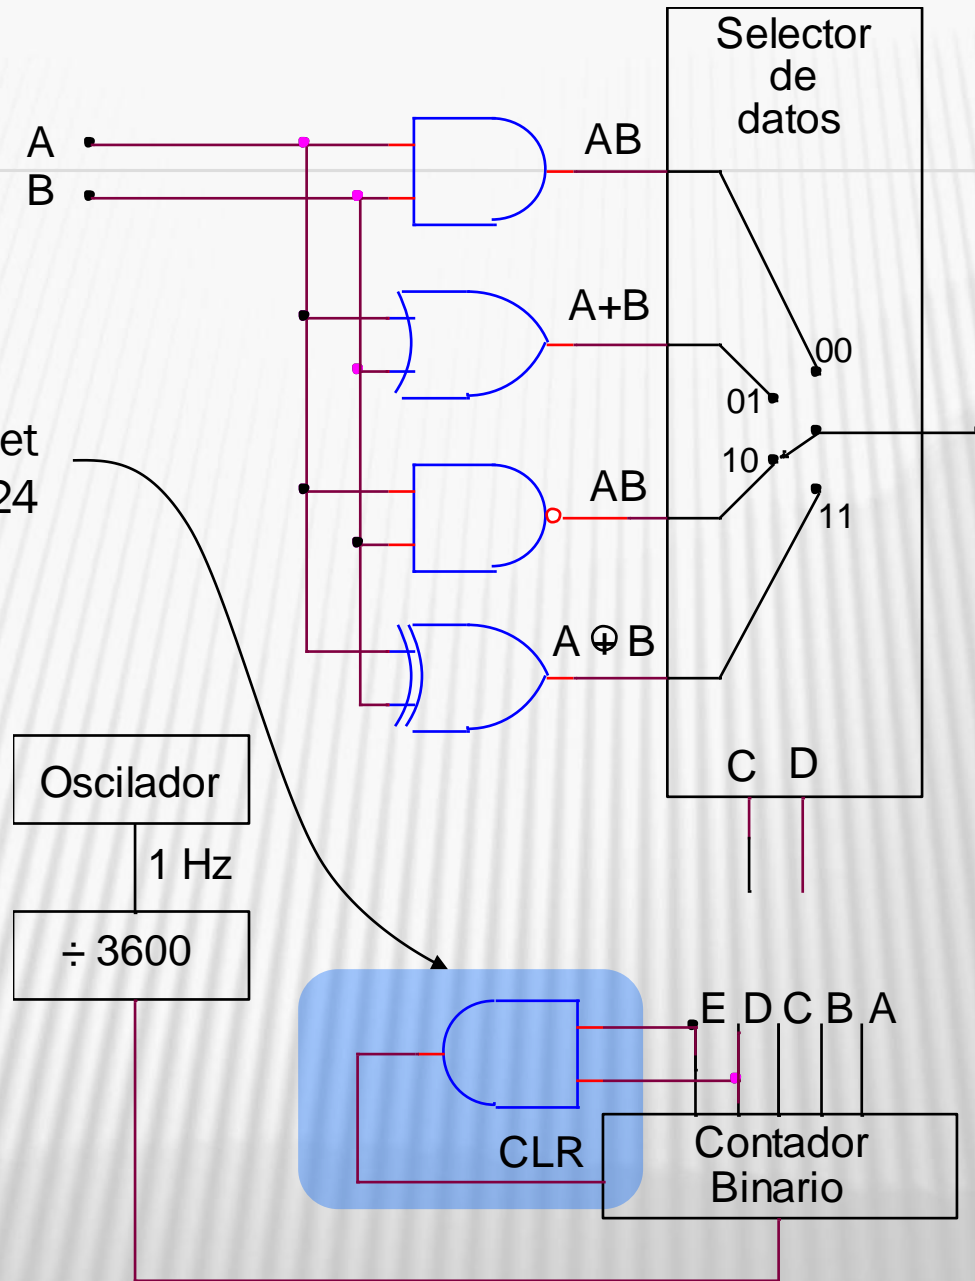 Selector
de
datos
A
B
AB
A+B
AB
A ⊕ B
00
01
10
11
et
24
C D
Oscilador
1 Hz
÷ 3600
E D C B A
CLR
Contador
Binario